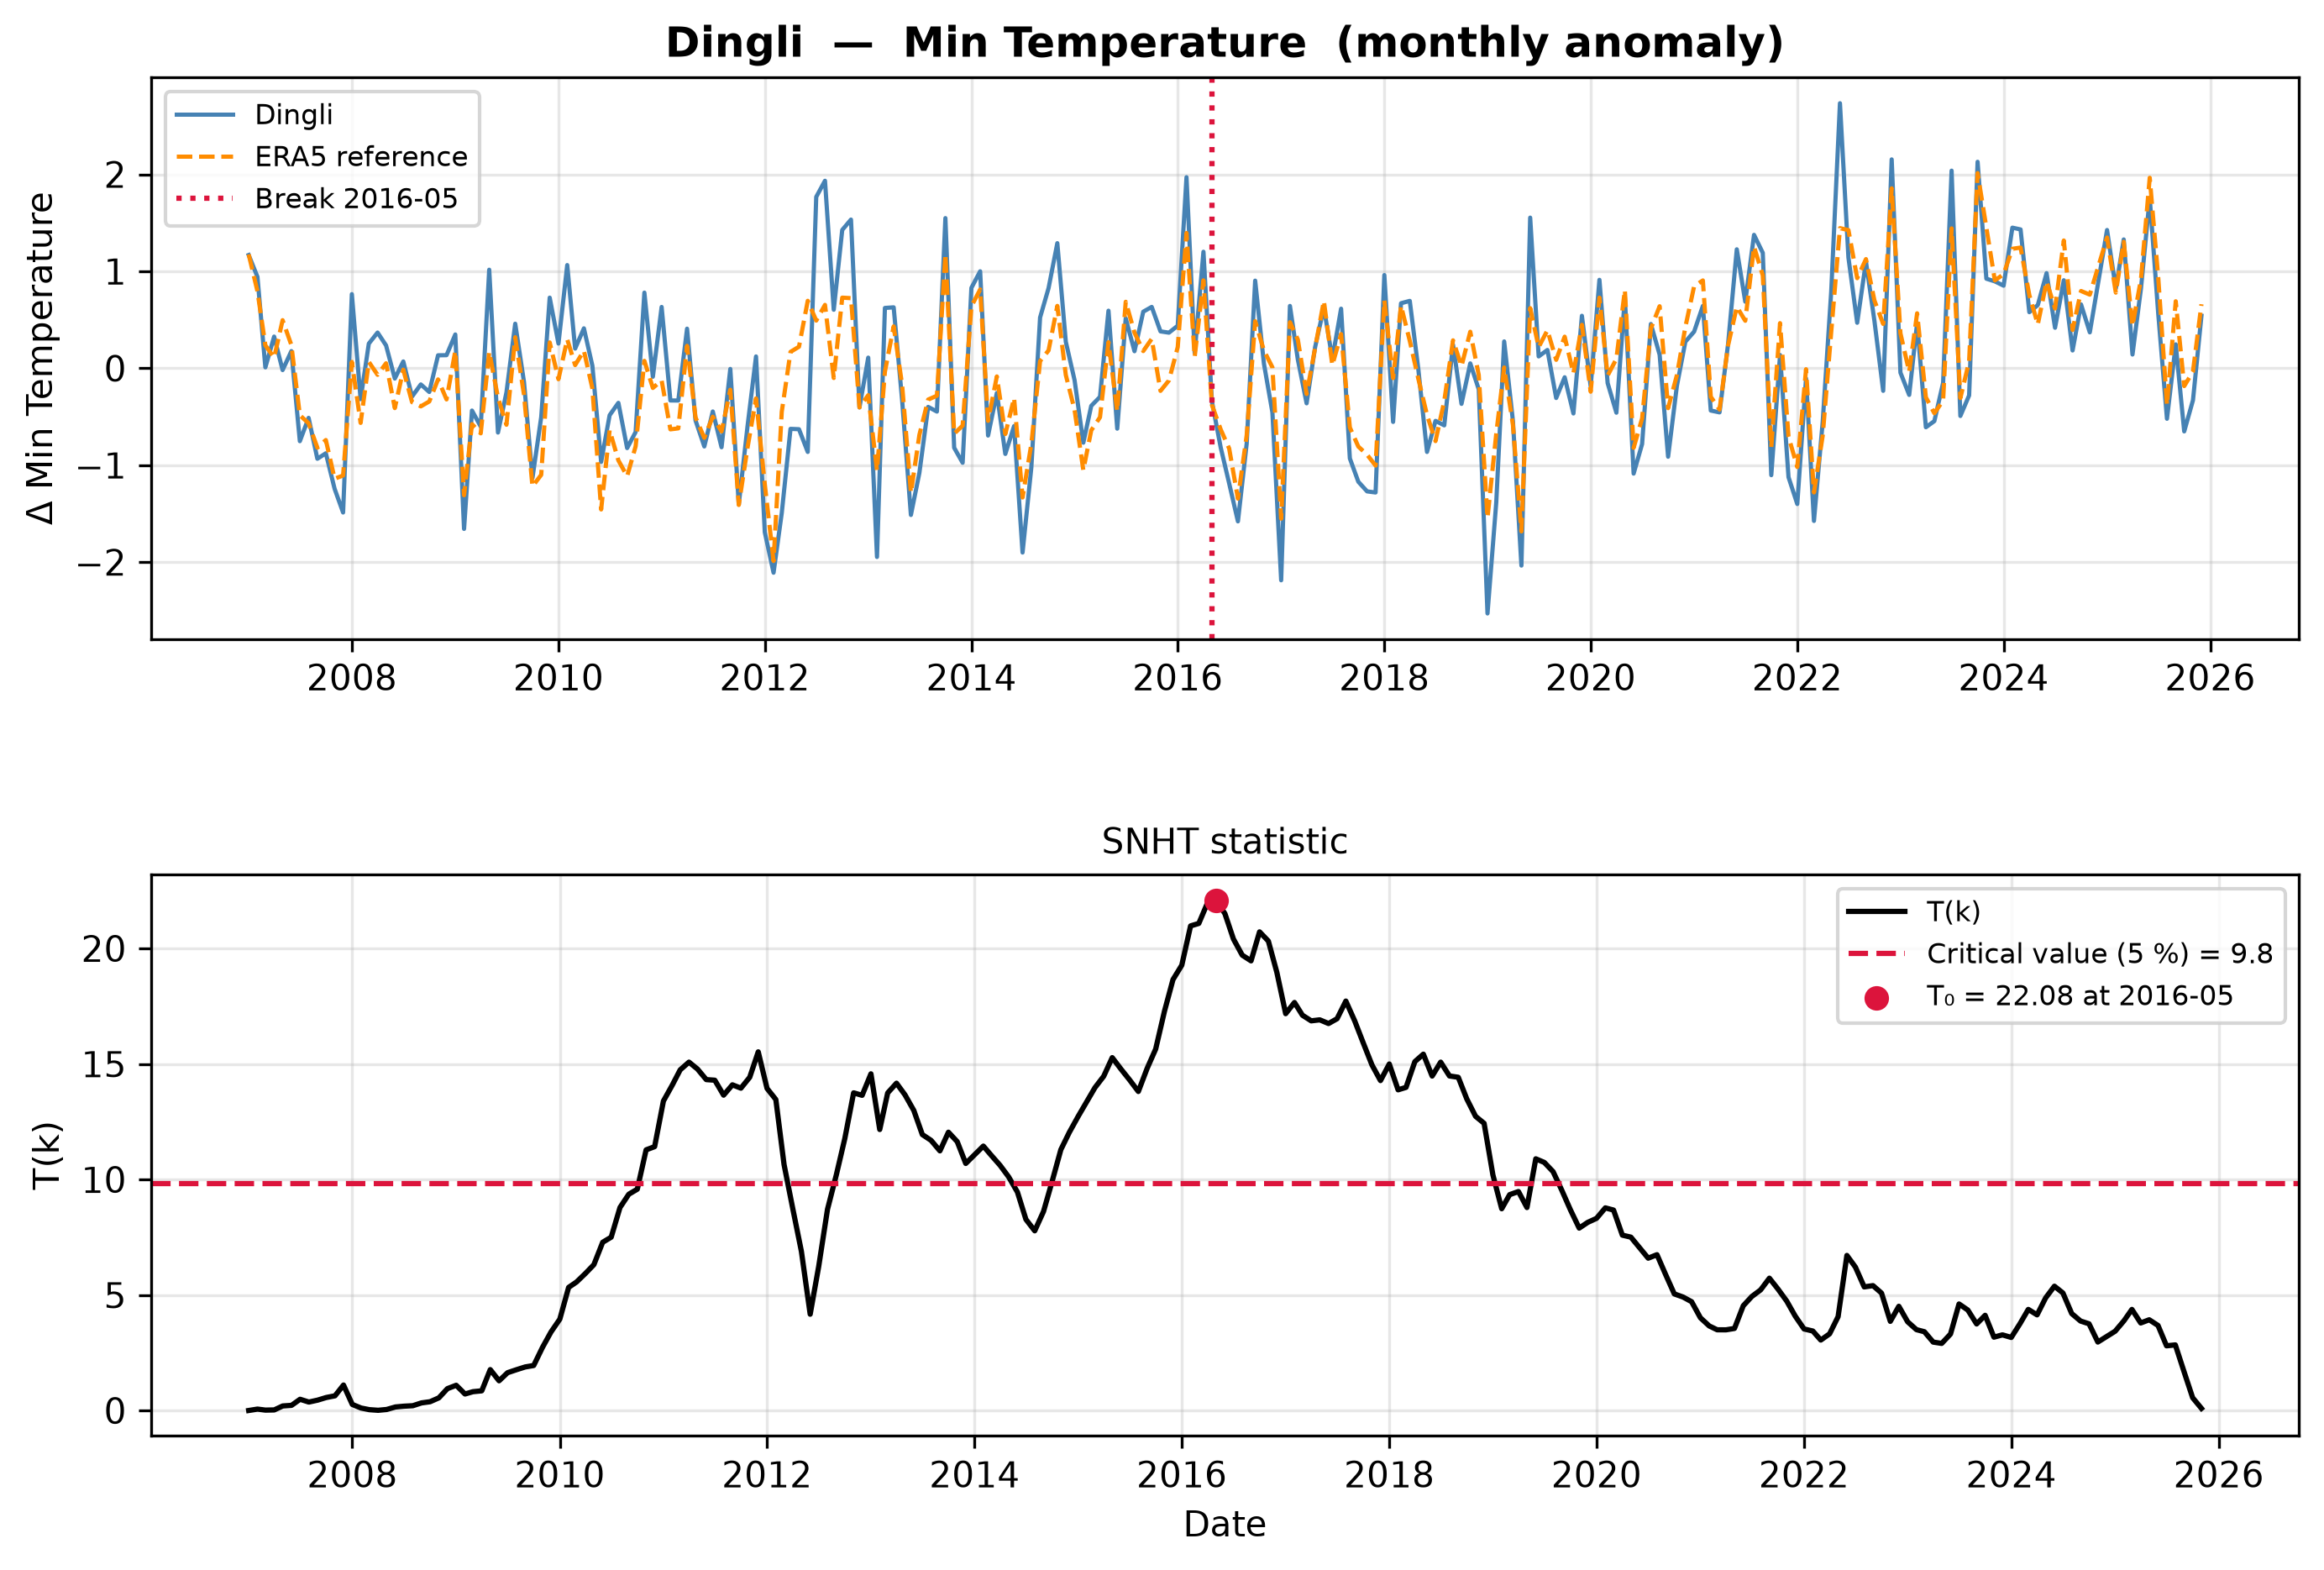 Dingli — Min Temperature (monthly anomaly)
Dingli
ERA5 reference
Break 2016-05
Δ Min Temperature
2
1
0
−1
−2
2008 2010 2012 2014 2016 2018 2020 2022 2024 2026
SNHT statistic
T(k)
Critical value (5 %) = 9.8
T₀ = 22.08 at 2016-05
T(k)
20
15
10
5
0
2008 2010 2012 2014 2016 2018 2020 2022 2024 2026
Date